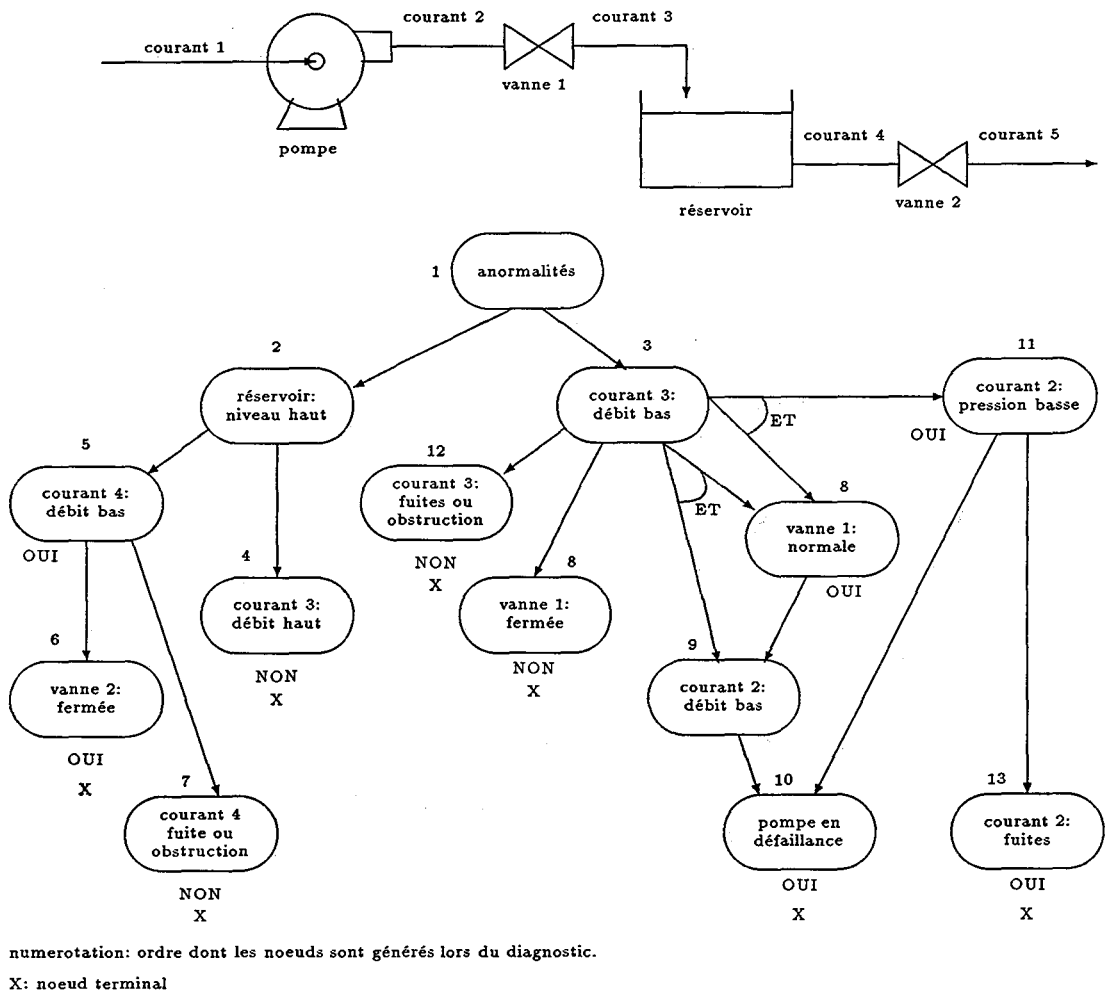 courant 1
courant 2
courant 3
vanne 1
pompe
courant 4
courant 5
réservoir
vanne 2
1
anormalités
2
réservoir:
niveau haut
3
courant 3:
débit bas
11
courant 2:
pression basse
ET
OUI
5
courant 4:
débit bas
OUI
12
courant 3:
fuites ou
obstruction
NON
X
ET
8
vanne 1:
normale
OUI
4
courant 3:
débit haut
NON
X
8
vanne 1:
fermée
NON
X
6
vanne 2:
fermée
OUI
X
9
courant 2:
débit bas
7
courant 4
fuite ou
obstruction
NON
X
10
pompe en
défaillance
OUI
X
13
courant 2:
fuites
OUI
X
numerotation: ordre dont les noeuds sont générés lors du diagnostic.
X: noeud terminal